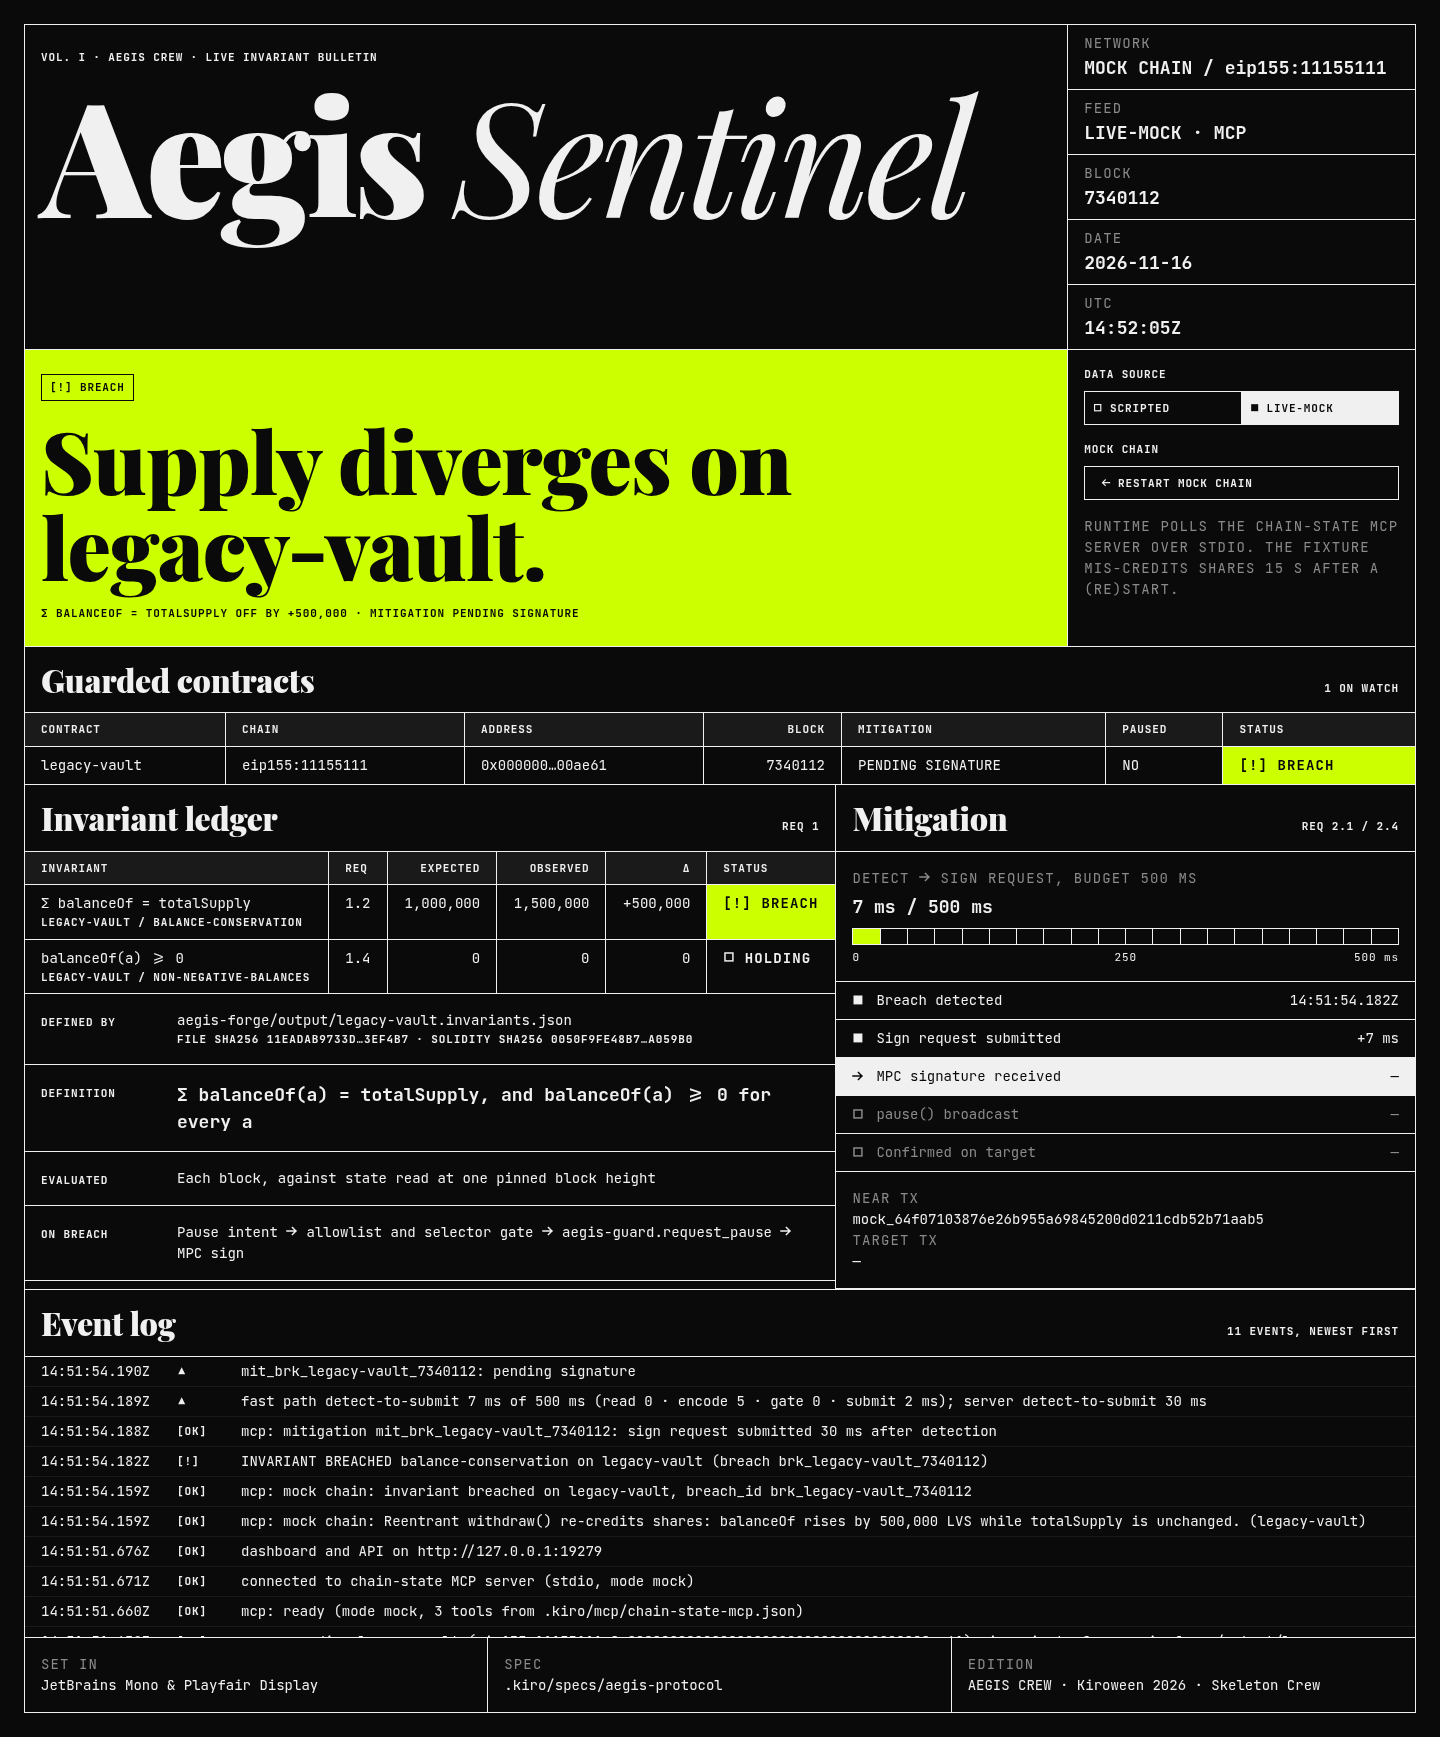 VOL. I · AEGIS CREW · LIVE INVARIANT BULLETIN
Aegis Sentinel
NETWORK
MOCK CHAIN / eip155:11155111
FEED
LIVE-MOCK · MCP
BLOCK
7340112
DATE
2026-11-16
UTC
14:52:05Z
[!] BREACH
Supply diverges on
legacy-vault.
Σ BALANCEOF = TOTALSUPPLY OFF BY +500,000 · MITIGATION PENDING SIGNATURE
DATA SOURCE
□ SCRIPTED ■ LIVE-MOCK
MOCK CHAIN
← RESTART MOCK CHAIN
RUNTIME POLLS THE CHAIN-STATE MCP
SERVER OVER STDIO. THE FIXTURE
MIS-CREDITS SHARES 15 S AFTER A
(RE)START.
Guarded contracts
1 ON WATCH
CONTRACT CHAIN ADDRESS BLOCK MITIGATION PAUSED STATUS
legacy-vault eip155:11155111 0x000000…00ae61 7340112 PENDING SIGNATURE NO [!] BREACH
Invariant ledger
REQ 1
INVARIANT REQ EXPECTED OBSERVED Δ STATUS
Σ balanceOf = totalSupply 1.2 1,000,000 1,500,000 +500,000 [!] BREACH
LEGACY-VAULT / BALANCE-CONSERVATION
balanceOf(a) ⩾ 0 1.4 0 0 0 □ HOLDING
LEGACY-VAULT / NON-NEGATIVE-BALANCES
DEFINED BY aegis-forge/output/legacy-vault.invariants.json
FILE SHA256 11EADAB9733D…3EF4B7 · SOLIDITY SHA256 0050F9FE48B7…A059B0
DEFINITION Σ balanceOf(a) = totalSupply, and balanceOf(a) ⩾ 0 for
every a
EVALUATED Each block, against state read at one pinned block height
ON BREACH Pause intent → allowlist and selector gate → aegis-guard.request_pause →
MPC sign
Mitigation
REQ 2.1 / 2.4
DETECT → SIGN REQUEST, BUDGET 500 MS
7 ms / 500 ms
0 250 500 ms
■ Breach detected 14:51:54.182Z
■ Sign request submitted +7 ms
→ MPC signature received —
□ pause() broadcast —
□ Confirmed on target —
NEAR TX
mock_64f07103876e26b955a69845200d0211cdb52b71aab5
TARGET TX
—
Event log
11 EVENTS, NEWEST FIRST
14:51:54.190Z ▲ mit_brk_legacy-vault_7340112: pending signature
14:51:54.189Z ▲ fast path detect-to-submit 7 ms of 500 ms (read 0 · encode 5 · gate 0 · submit 2 ms); server detect-to-submit 30 ms
14:51:54.188Z [OK] mcp: mitigation mit_brk_legacy-vault_7340112: sign request submitted 30 ms after detection
14:51:54.182Z [!] INVARIANT BREACHED balance-conservation on legacy-vault (breach brk_legacy-vault_7340112)
14:51:54.159Z [OK] mcp: mock chain: invariant breached on legacy-vault, breach_id brk_legacy-vault_7340112
14:51:54.159Z [OK] mcp: mock chain: Reentrant withdraw() re-credits shares: balanceOf rises by 500,000 LVS while totalSupply is unchanged. (legacy-vault)
14:51:51.676Z [OK] dashboard and API on http://127.0.0.1:19279
14:51:51.671Z [OK] connected to chain-state MCP server (stdio, mode mock)
14:51:51.660Z [OK] mcp: ready (mode mock, 3 tools from .kiro/mcp/chain-state-mcp.json)
SET IN
JetBrains Mono & Playfair Display
SPEC
.kiro/specs/aegis-protocol
EDITION
AEGIS CREW · Kiroween 2026 · Skeleton Crew